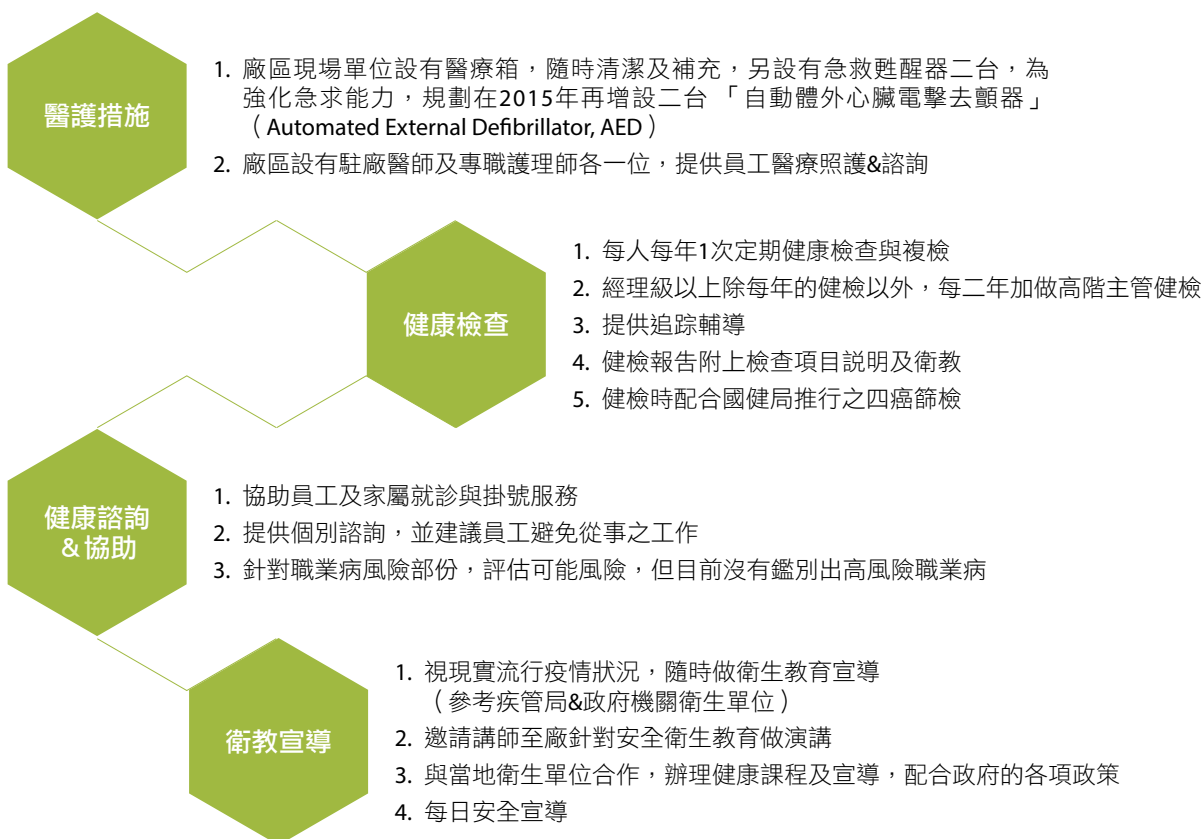 醫護措施
1. 廠區現場單位設有醫療箱，隨時清潔及補充，另設有急救甦醒器二台，為
強化急求能力，規劃在2015年再增設二台 「自動體外心臟電擊去顫器」
（Automated External Defibrillator, AED）
2. 廠區設有駐廠醫師及專職護理師各一位，提供員工醫療照護&諮詢
健康檢查
1. 每人每年1次定期健康檢查與複檢
2. 經理級以上除每年的健檢以外，每二年加做高階主管健檢
3. 提供追踪輔導
4. 健檢報告附上檢查項目說明及衛教
5. 健檢時配合國健局推行之四癌篩檢
健康諮詢
&協助
1. 協助員工及家屬就診與掛號服務
2. 提供個別諮詢，並建議員工避免從事之工作
3. 針對職業病風險部份，評估可能風險，但目前沒有鑑別出高風險職業病
衛教宣導
1. 視現實流行疫情狀況，隨時做衛生教育宣導
（參考疾管局&政府機關衛生單位）
2. 邀請講師至廠針對安全衛生教育做演講
3. 與當地衛生單位合作，辦理健康課程及宣導，配合政府的各項政策
4. 每日安全宣導